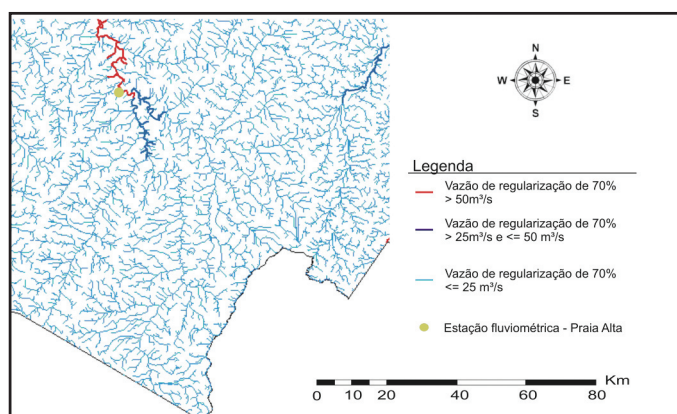 N
W E
S
Legenda
Vazão de regularização de 70%
> 50m³/s
Vazão de regularização de 70%
> 25m³/s e <= 50 m³/s
Vazão de regularização de 70%
<= 25 m³/s
Estação fluviométrica - Praia Alta
Km
0 10 20 40 60 80